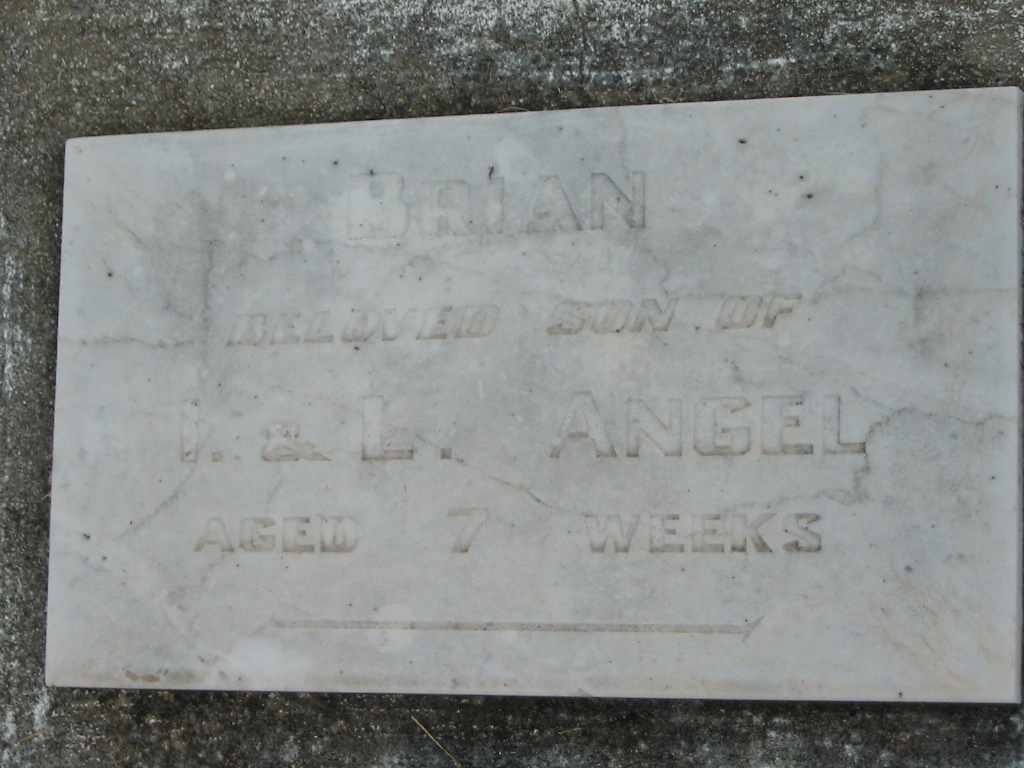 BRIAN
BELOVED SON OF
I. & L. ANGEL
AGED 7 WEEKS